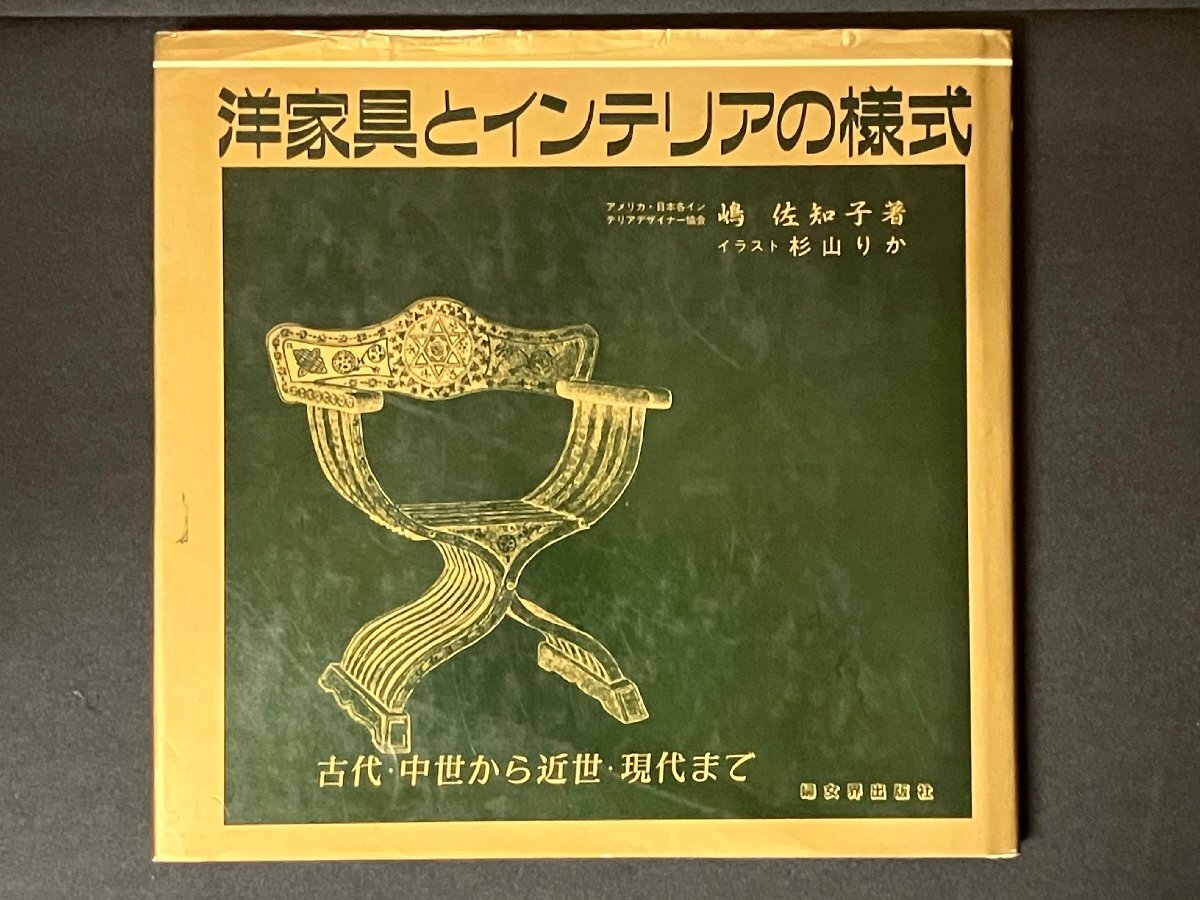 洋家具とインテリアの様式
アメリカ・日本各イン
テリアデザイナー協会
嶋 佐知子著
イラスト 杉山りか
古代・中世から近世・現代まで
婦女界出版社